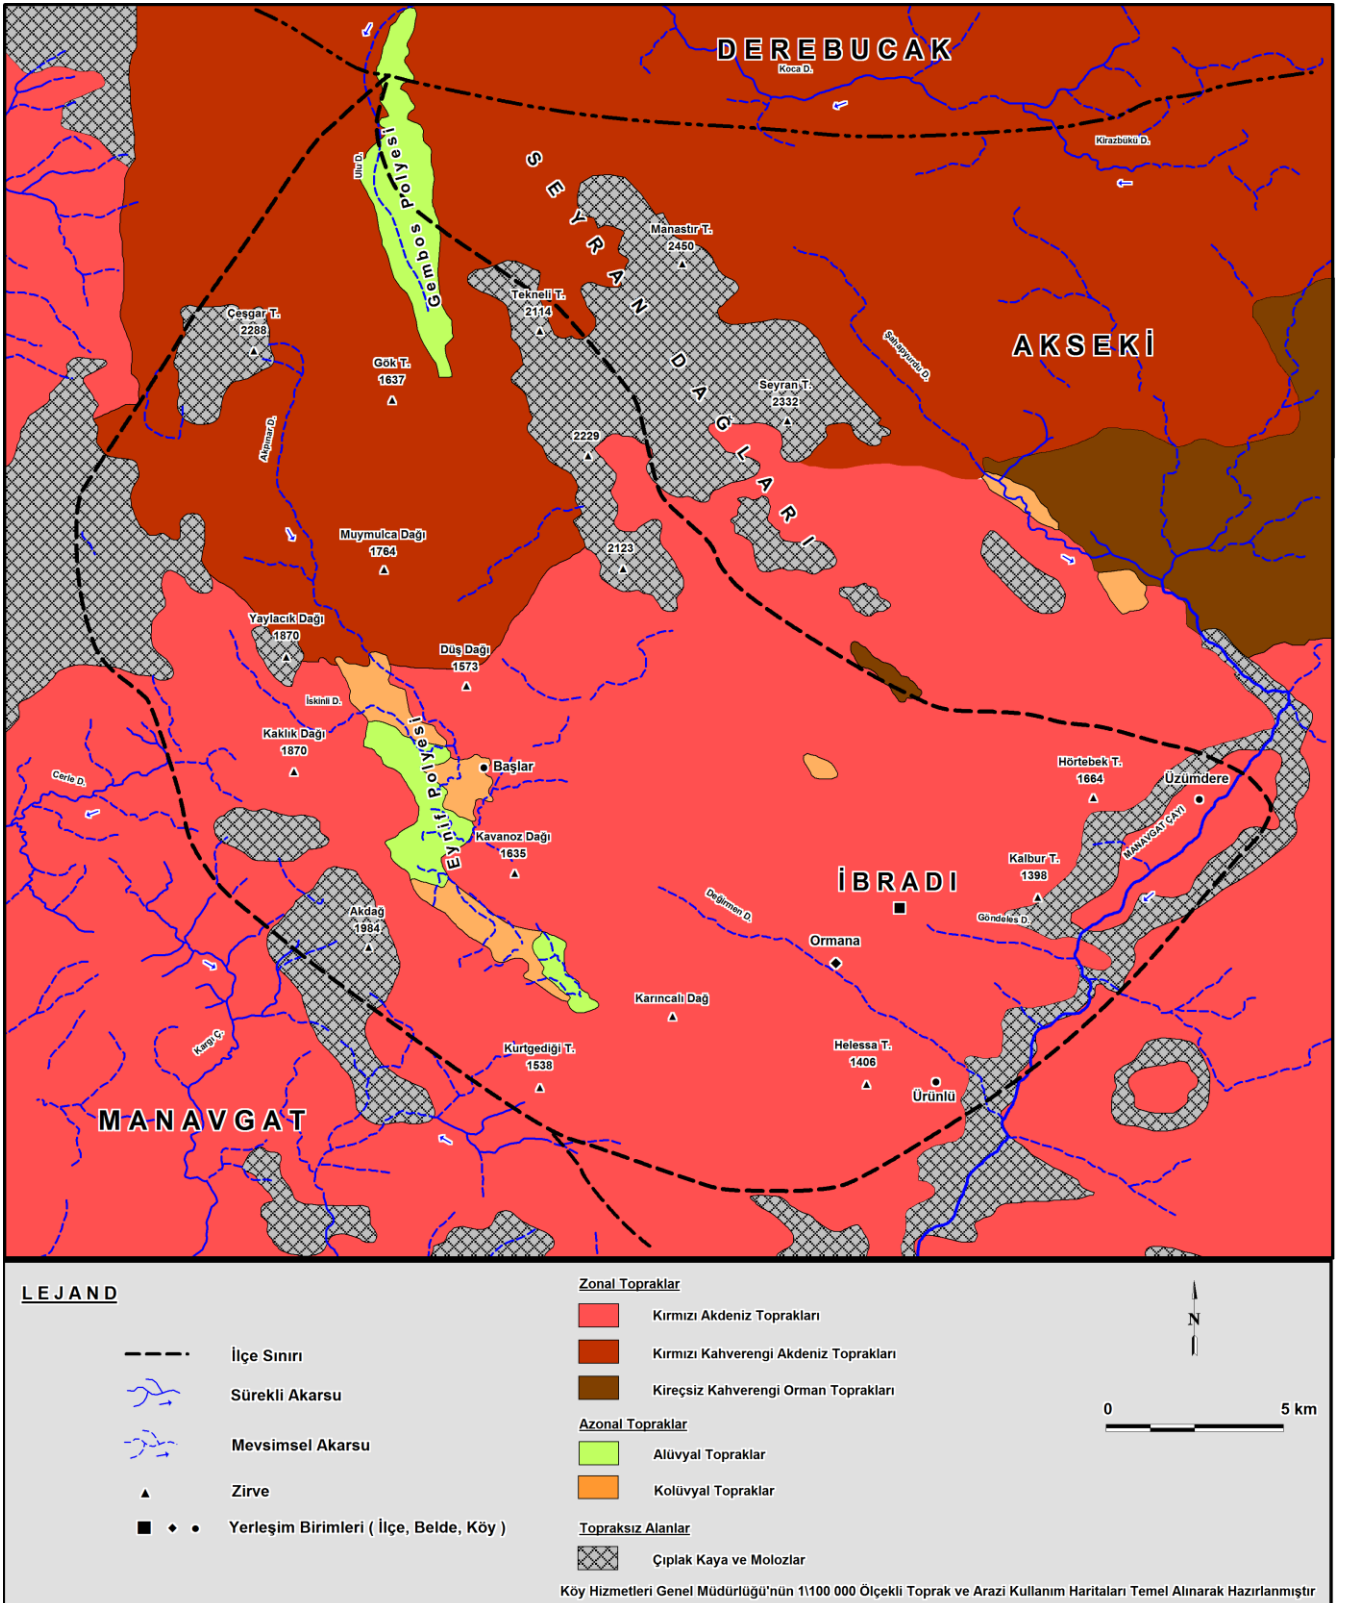 DEREBUCAK
Koca D.
Kirazbükü D.
Ulu D.
Gembos Polyesi
SEYRAN DAĞLARI
Manastır T.
2450
Tekneli T.
2114
Çeşgar T.
2288
AKSEKİ
Şahapyurdu D.
Gök T.
1637
Seyran T.
2332
Akpınar D.
2229
Muymulca Dağı
1764
2123
Yaylacık Dağı
1870
Düş Dağı
1573
İskinli D.
Kaklık Dağı
1870
Eynif Polyesi
Başlar
Cerle D.
Hörtebek T.
1664
Üzümdere
MANAVGAT ÇAYI
Kavanoz Dağı
1635
Kalbur T.
1398
İBRADI
Değirmen D.
Göndeles D.
Akdağ
1984
Ormana
Karıncalı Dağ
Kargı Ç.
Kurtgediği T.
1538
Helessa T.
1406
Ürünlü
MANAVGAT
LEJAND
İlçe Sınırı
Sürekli Akarsu
Mevsimsel Akarsu
Zirve
Yerleşim Birimleri ( İlçe, Belde, Köy )
Zonal Topraklar
Kırmızı Akdeniz Toprakları
Kırmızı Kahverengi Akdeniz Toprakları
Kireçsiz Kahverengi Orman Toprakları
Azonal Topraklar
Alüvyal Topraklar
Kolüvyal Topraklar
Topraksız Alanlar
Çıplak Kaya ve Molozlar
N
0 5 km
Köy Hizmetleri Genel Müdürlüğü'nün 1\100 000 Ölçekli Toprak ve Arazi Kullanım Haritaları Temel Alınarak Hazırlanmıştır